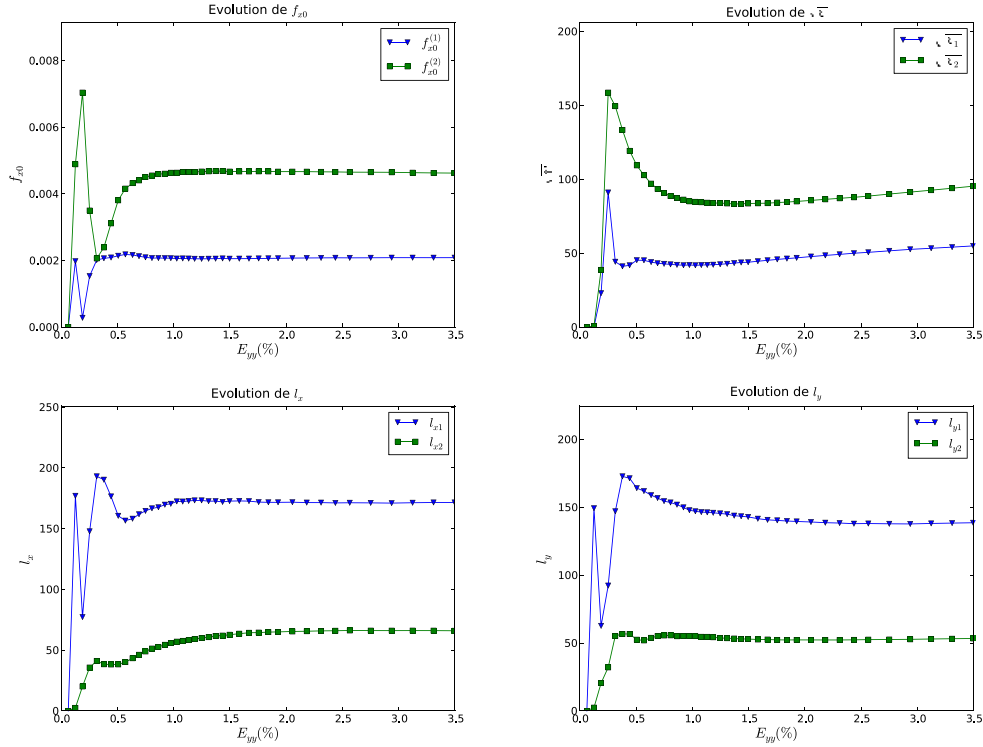 Evolution de f_{x0}
f_{x0}^{(1)}
f_{x0}^{(2)}
0.008
0.006
0.004
0.002
0.000
f_{x0}
0.0 0.5 1.0 1.5 2.0 2.5 3.0 3.5
E_{yy}(%)
Evolution de
200
150
100
50
0
0.0 0.5 1.0 1.5 2.0 2.5 3.0 3.5
E_{yy}(%)
Evolution de l_x
l_{x1}
l_{x2}
250
200
150
100
50
0
l_x
0.0 0.5 1.0 1.5 2.0 2.5 3.0 3.5
E_{yy}(%)
Evolution de l_y
l_{y1}
l_{y2}
200
150
100
50
0
l_y
0.0 0.5 1.0 1.5 2.0 2.5 3.0 3.5
E_{yy}(%)